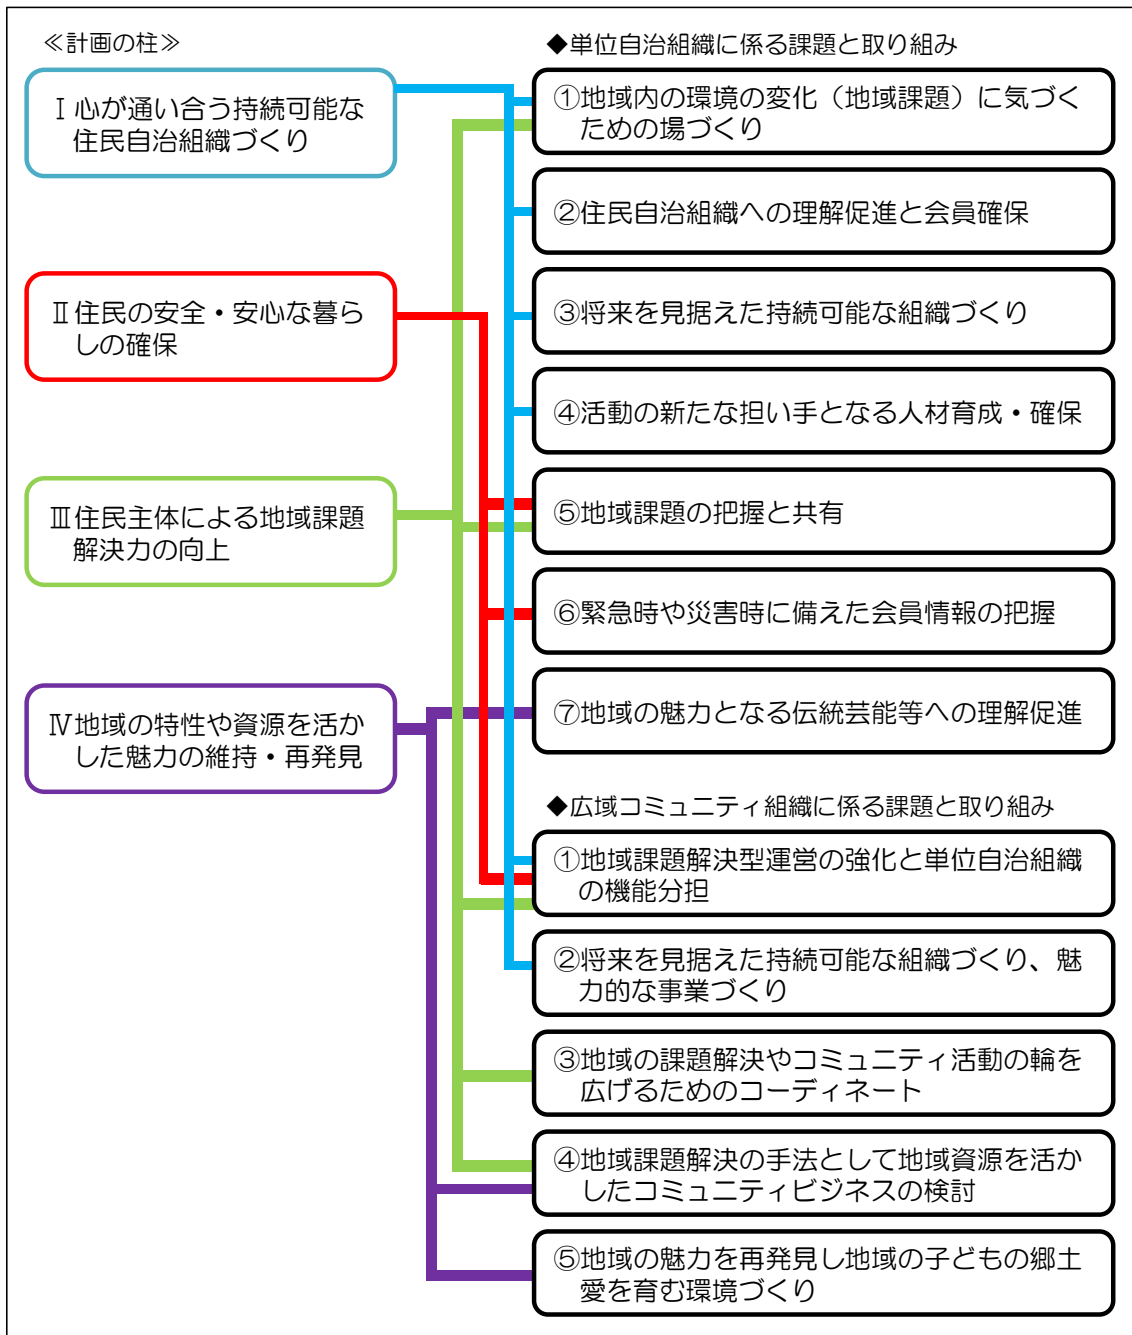 ≪計画の柱≫
Ⅰ心が通い合う持続可能な
住民自治組織づくり
Ⅱ住民の安全・安心な暮ら
しの確保
Ⅲ住民主体による地域課題
解決力の向上
Ⅳ地域の特性や資源を活か
した魅力の維持・再発見
◆単位自治組織に係る課題と取り組み
①地域内の環境の変化（地域課題）に気づく
ための場づくり
②住民自治組織への理解促進と会員確保
③将来を見据えた持続可能な組織づくり
④活動の新たな担い手となる人材育成・確保
⑤地域課題の把握と共有
⑥緊急時や災害時に備えた会員情報の把握
⑦地域の魅力となる伝統芸能等への理解促進
◆広域コミュニティ組織に係る課題と取り組み
①地域課題解決型運営の強化と単位自治組織
の機能分担
②将来を見据えた持続可能な組織づくり、魅
力的な事業づくり
③地域の課題解決やコミュニティ活動の輪を
広げるためのコーディネート
④地域課題解決の手法として地域資源を活か
したコミュニティビジネスの検討
⑤地域の魅力を再発見し地域の子どもの郷土
愛を育む環境づくり